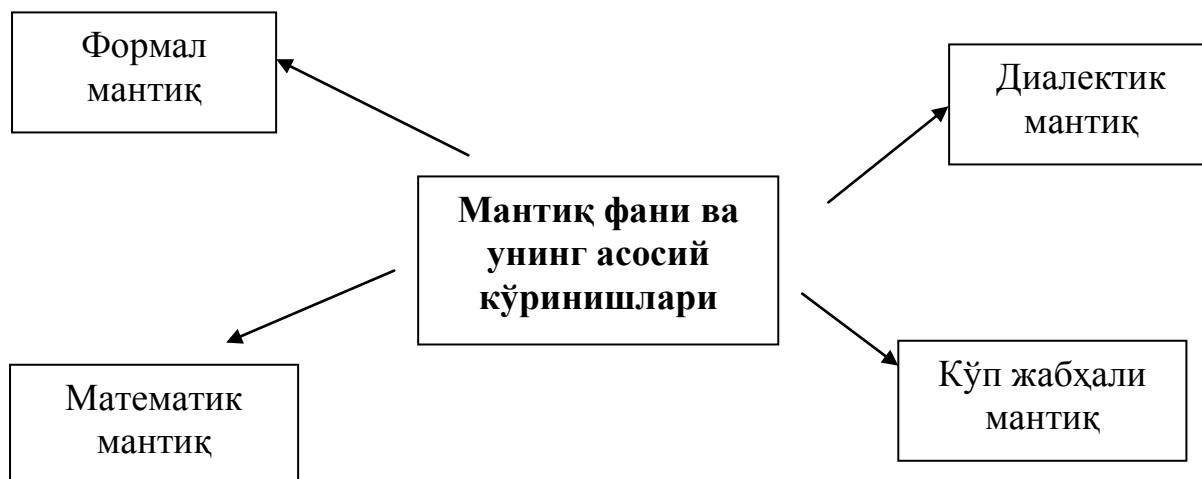 Формал
мантиқ
Диалектик
мантиқ
Мантиқ фани ва
унинг асосий
кўринишлари
Математик
мантиқ
Кўп жабҳали
мантиқ